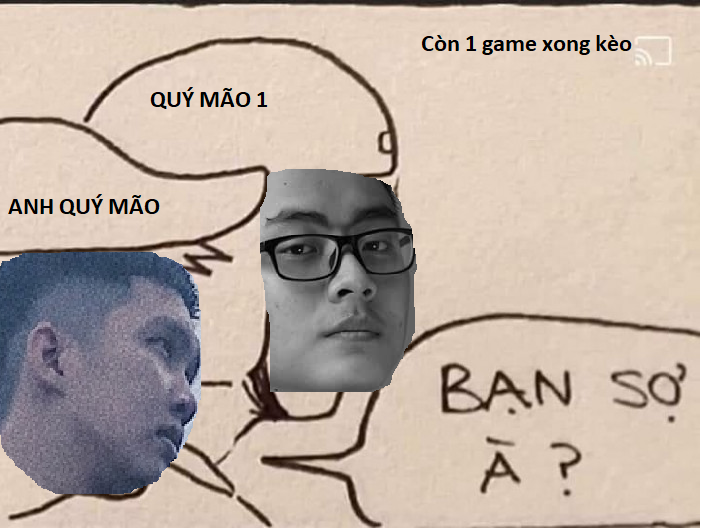 Còn 1 game xong kèo
QUÝ MÃO 1
ANH QUÝ MÃO
BẠN SỢ
À ?